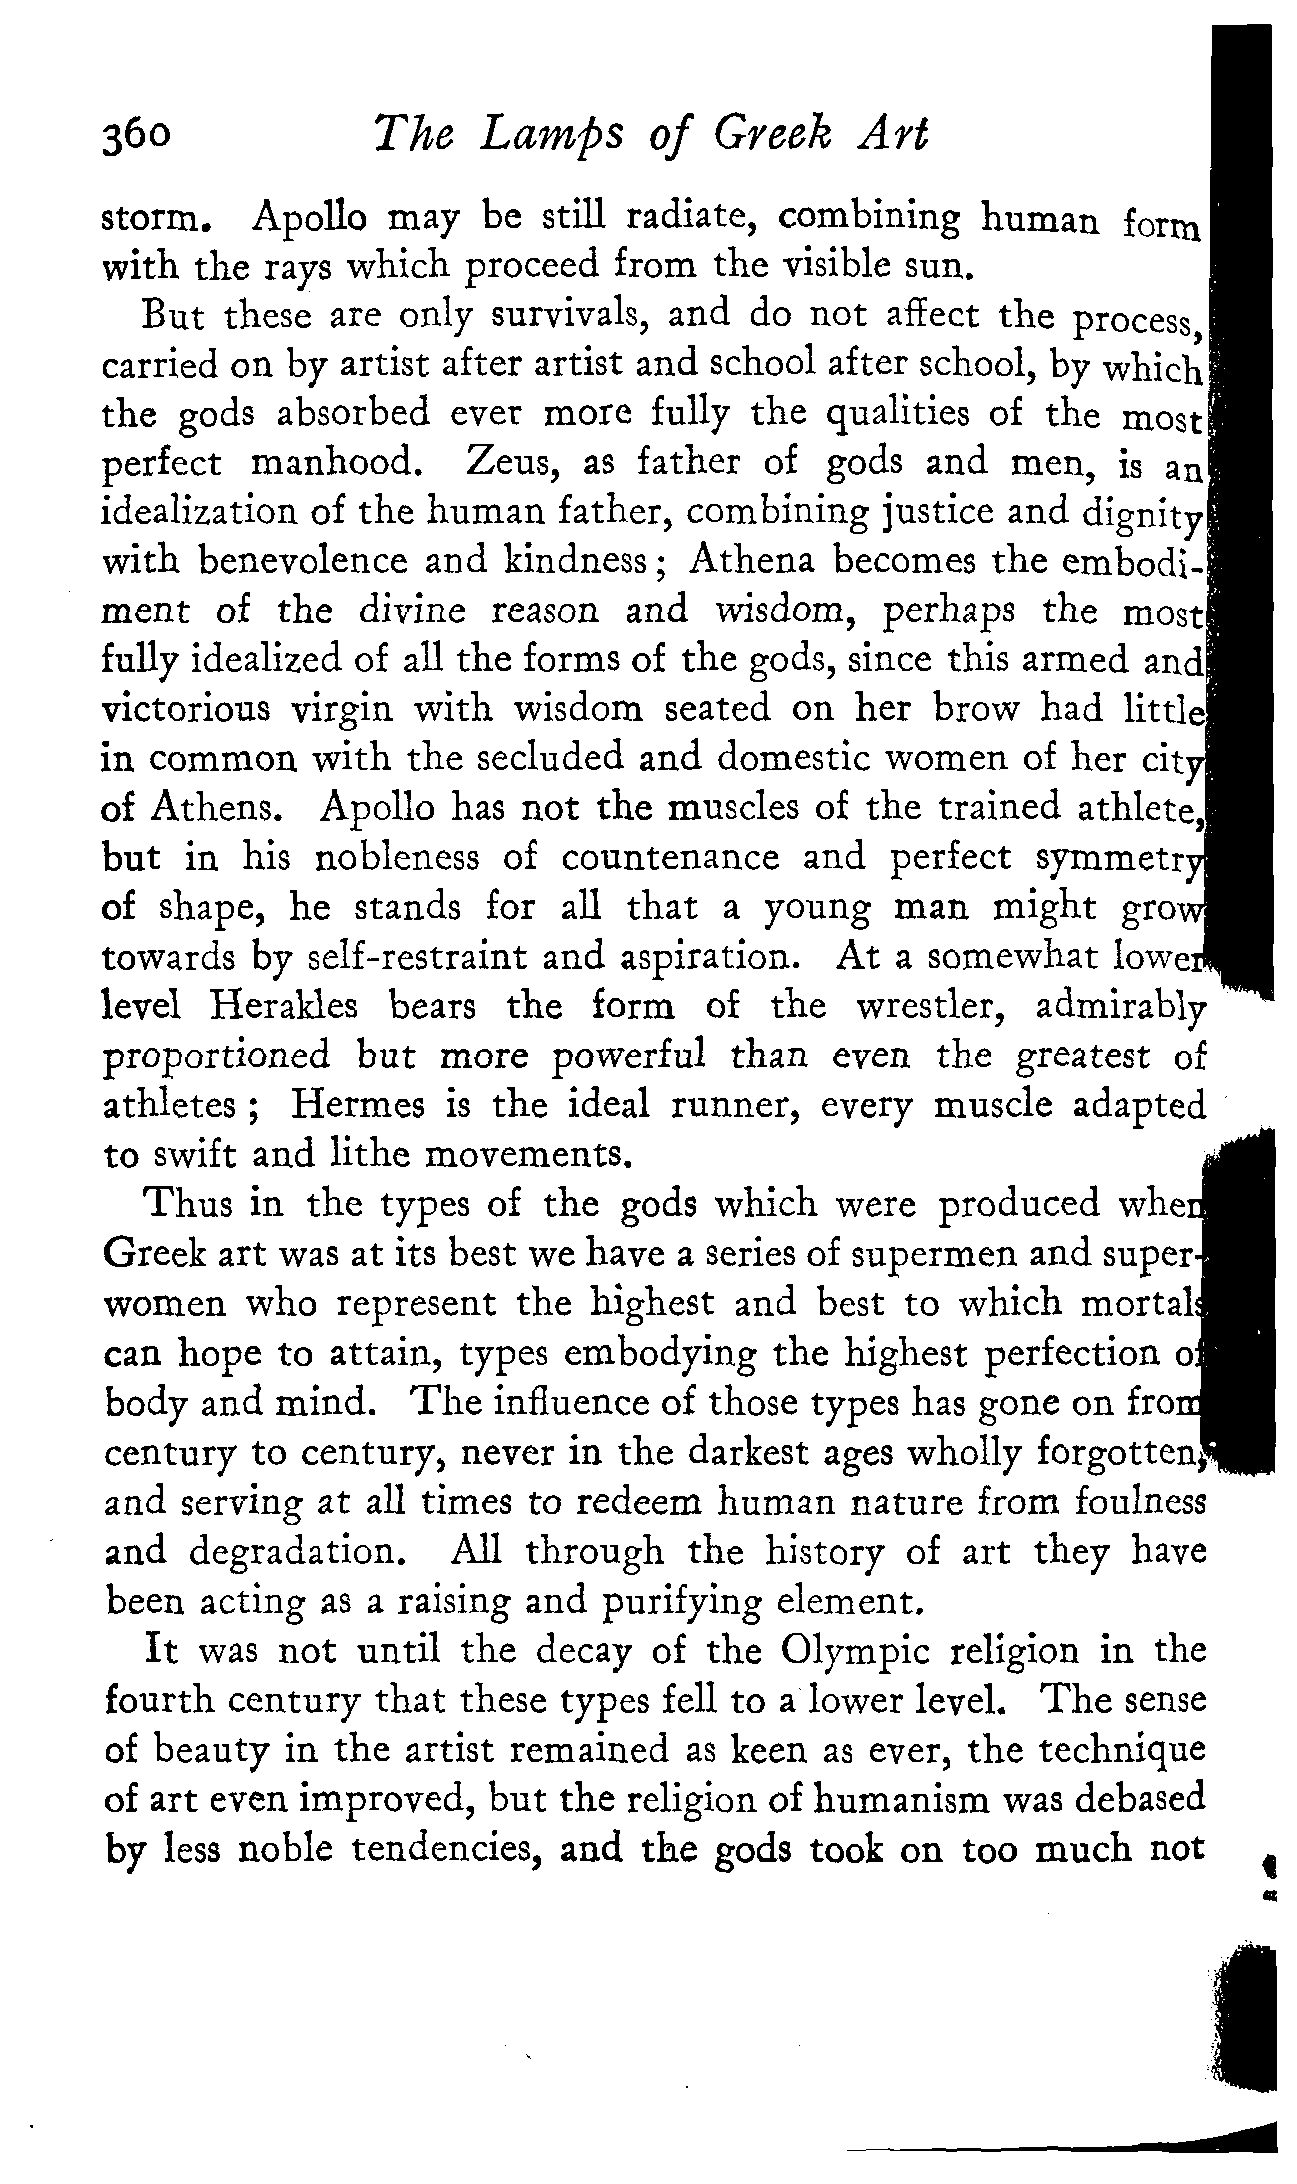 360 The Lamps of Greek Art
storm. Apollo may be still radiate, combining human form
with the rays which proceed from the visible sun.
But these are only survivals, and do not affect the process,
carried on by artist after artist and school after school, by which
the gods absorbed ever more fully the qualities of the most
perfect manhood. Zeus, as father of gods and men, is an
idealization of the human father, combining justice and dignity
with benevolence and kindness ; Athena becomes the embodi-
ment of the divine reason and wisdom, perhaps the most
fully idealized of all the forms of the gods, since this armed and
victorious virgin with wisdom seated on her brow had little
in common with the secluded and domestic women of her city
of Athens. Apollo has not the muscles of the trained athlete,
but in his nobleness of countenance and perfect symmetry
of shape, he stands for all that a young man might grow
towards by self-restraint and aspiration. At a somewhat lower
level Herakles bears the form of the wrestler, admirably
proportioned but more powerful than even the greatest of
athletes ; Hermes is the ideal runner, every muscle adapted
to swift and lithe movements.
Thus in the types of the gods which were produced when
Greek art was at its best we have a series of supermen and super-
women who represent the highest and best to which mortals
can hope to attain, types embodying the highest perfection of
body and mind. The influence of those types has gone on from
century to century, never in the darkest ages wholly forgotten,
and serving at all times to redeem human nature from foulness
and degradation. All through the history of art they have
been acting as a raising and purifying element.
It was not until the decay of the Olympic religion in the
fourth century that these types fell to a lower level. The sense
of beauty in the artist remained as keen as ever, the technique
of art even improved, but the religion of humanism was debased
by less noble tendencies, and the gods took on too much not